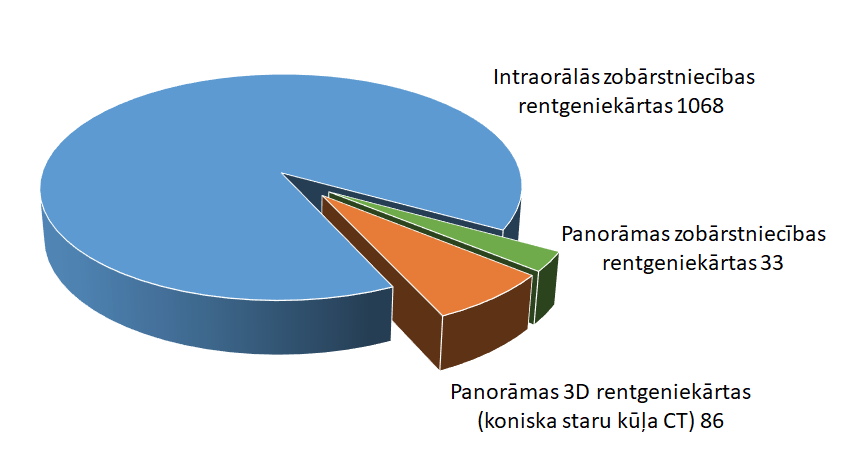 Intraorālās zobārstniecības
rentgeniekārtas 1068
Panorāmas zobārstniecības
rentgeniekārtas 33
Panorāmas 3D rentgeniekārtas
(koniska staru kūļa CT) 86